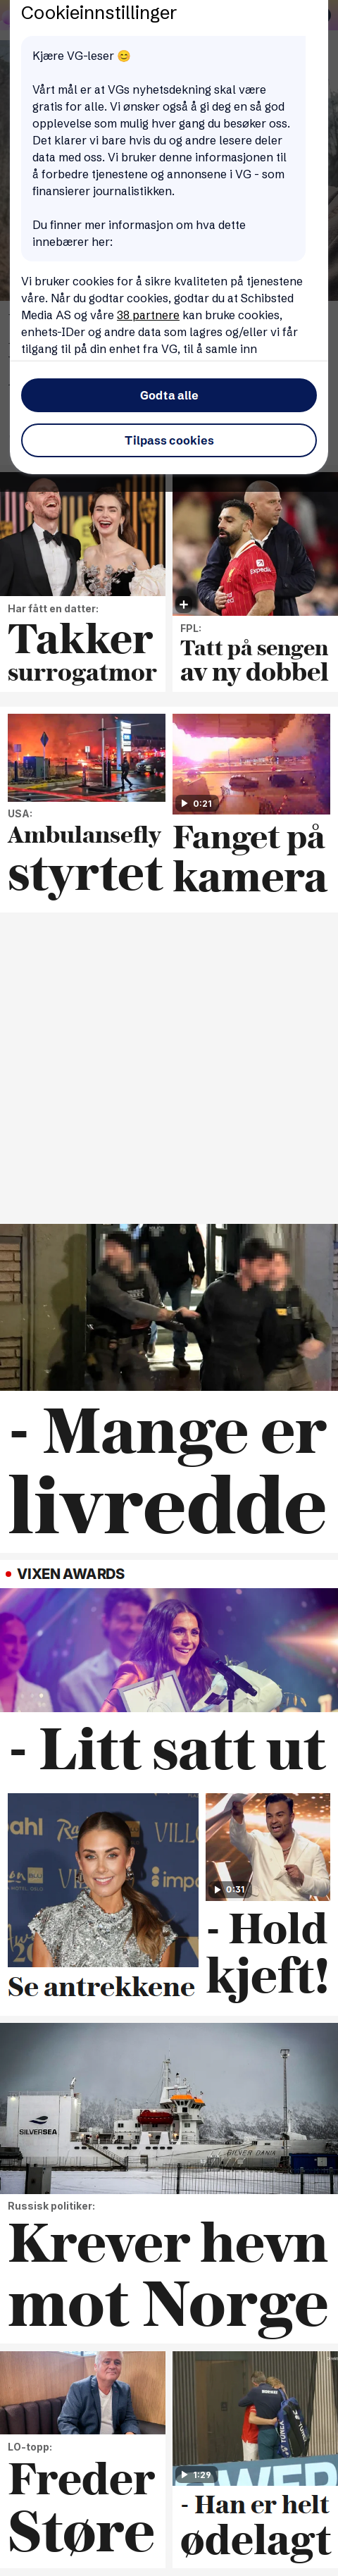 Cookieinnstillinger
Kjære VG-leser 😊
Vårt mål er at VGs nyhetsdekning skal være
gratis for alle. Vi ønsker også å gi deg en så god
opplevelse som mulig hver gang du besøker oss.
Det klarer vi bare hvis du og andre lesere deler
data med oss. Vi bruker denne informasjonen til
å forbedre tjenestene og annonsene i VG - som
finansierer journalistikken.
Du finner mer informasjon om hva dette
innebærer her:
Vi bruker cookies for å sikre kvaliteten på tjenestene
våre. Når du godtar cookies, godtar du at Schibsted
Media AS og våre 38 partnere kan bruke cookies,
enhets-IDer og andre data som lagres og/eller vi får
tilgang til på din enhet fra VG, til å samle inn
Godta alle
Tilpass cookies
Har fått en datter:
Takker
surrogatmor
FPL:
Tatt på sengen
av ny dobbel
USA:
Ambulansefly
styrtet
0:21
Fanget på
kamera
- Mange er
livredde
VIXEN AWARDS
- Litt satt ut
Se antrekkene
0:31
- Hold
kjeft!
SILVERSEA
SILVER DANIA
Russisk politiker:
Krever hevn
mot Norge
LO-topp:
Freder
Støre
1:29
- Han er helt
ødelagt